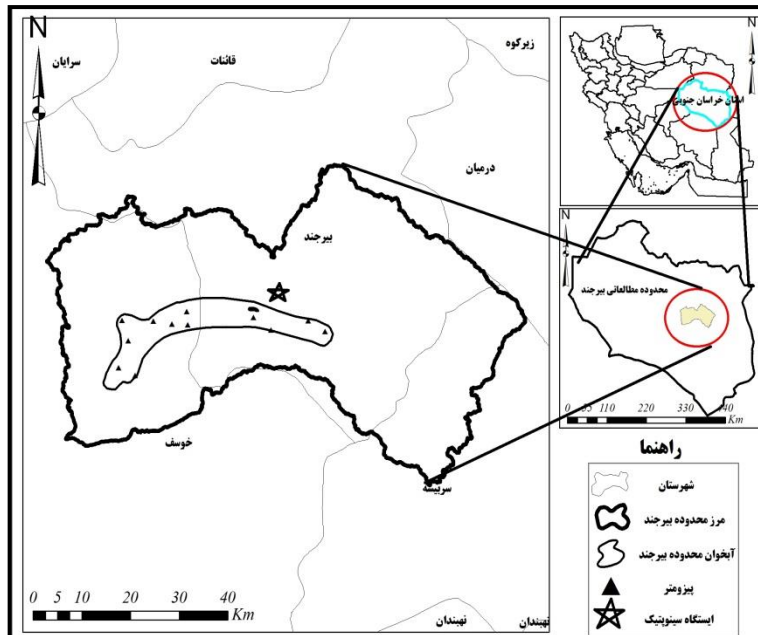 N
سرایان
قائنات
زیرکوه
درمیان
بیرجند
خوسف
سربیشه
نهبندان
نهبندان
0 5 10 20 30 40
Km
N
استان خراسان جنوبی
N
محدوده مطالعاتی بیرجند
0 55 110 220 330 440
Km
راهنما
شهرستان
مرز محدوده بیرجند
آبخوان محدوده بیرجند
پیزومتر
ایستگاه سینوپتیک